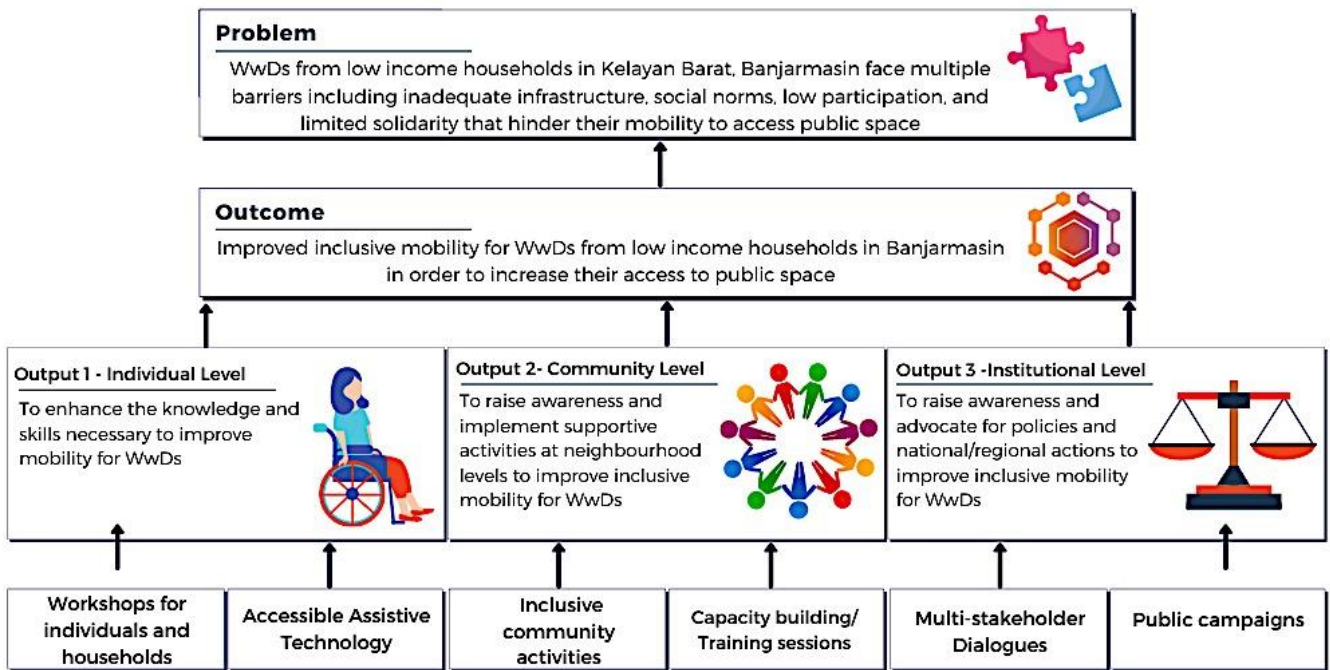 Problem
WwDs from low income households in Kelayan Barat, Banjarmasin face multiple
barriers including inadequate infrastructure, social norms, low participation, and
limited solidarity that hinder their mobility to access public space
Outcome
Improved inclusive mobility for WwDs from low income households in Banjarmasin
in order to increase their access to public space
Output 1 - Individual Level
To enhance the knowledge and
skills necessary to improve
mobility for WwDs
Output 2- Community Level
To raise awareness and
implement supportive
activities at neighbourhood
levels to improve inclusive
mobility for WwDs
Output 3 -Institutional Level
To raise awareness and
advocate for policies and
national/regional actions to
improve inclusive mobility
for WwDs
Workshops for
individuals and
households
Accessible Assistive
Technology
Inclusive
community
activities
Capacity building/
Training sessions
Multi-stakeholder
Dialogues
Public campaigns